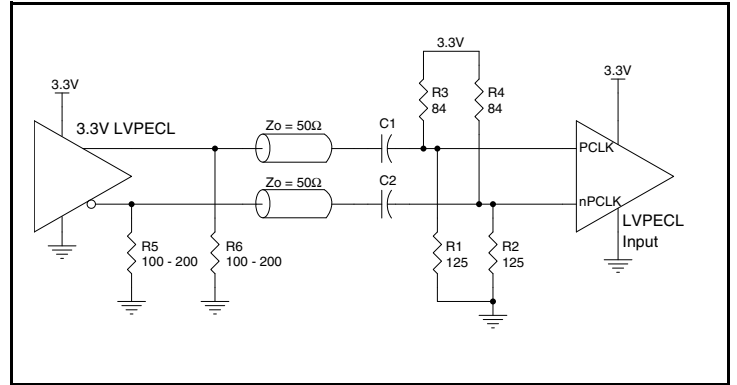 3.3V
3.3V LVPECL
Zo = 50Ω
Zo = 50Ω
C1
C2
3.3V
R3
84
R4
84
3.3V
PCLK
nPCLK
LVPECL
Input
R5
100 - 200
R6
100 - 200
R1
125
R2
125